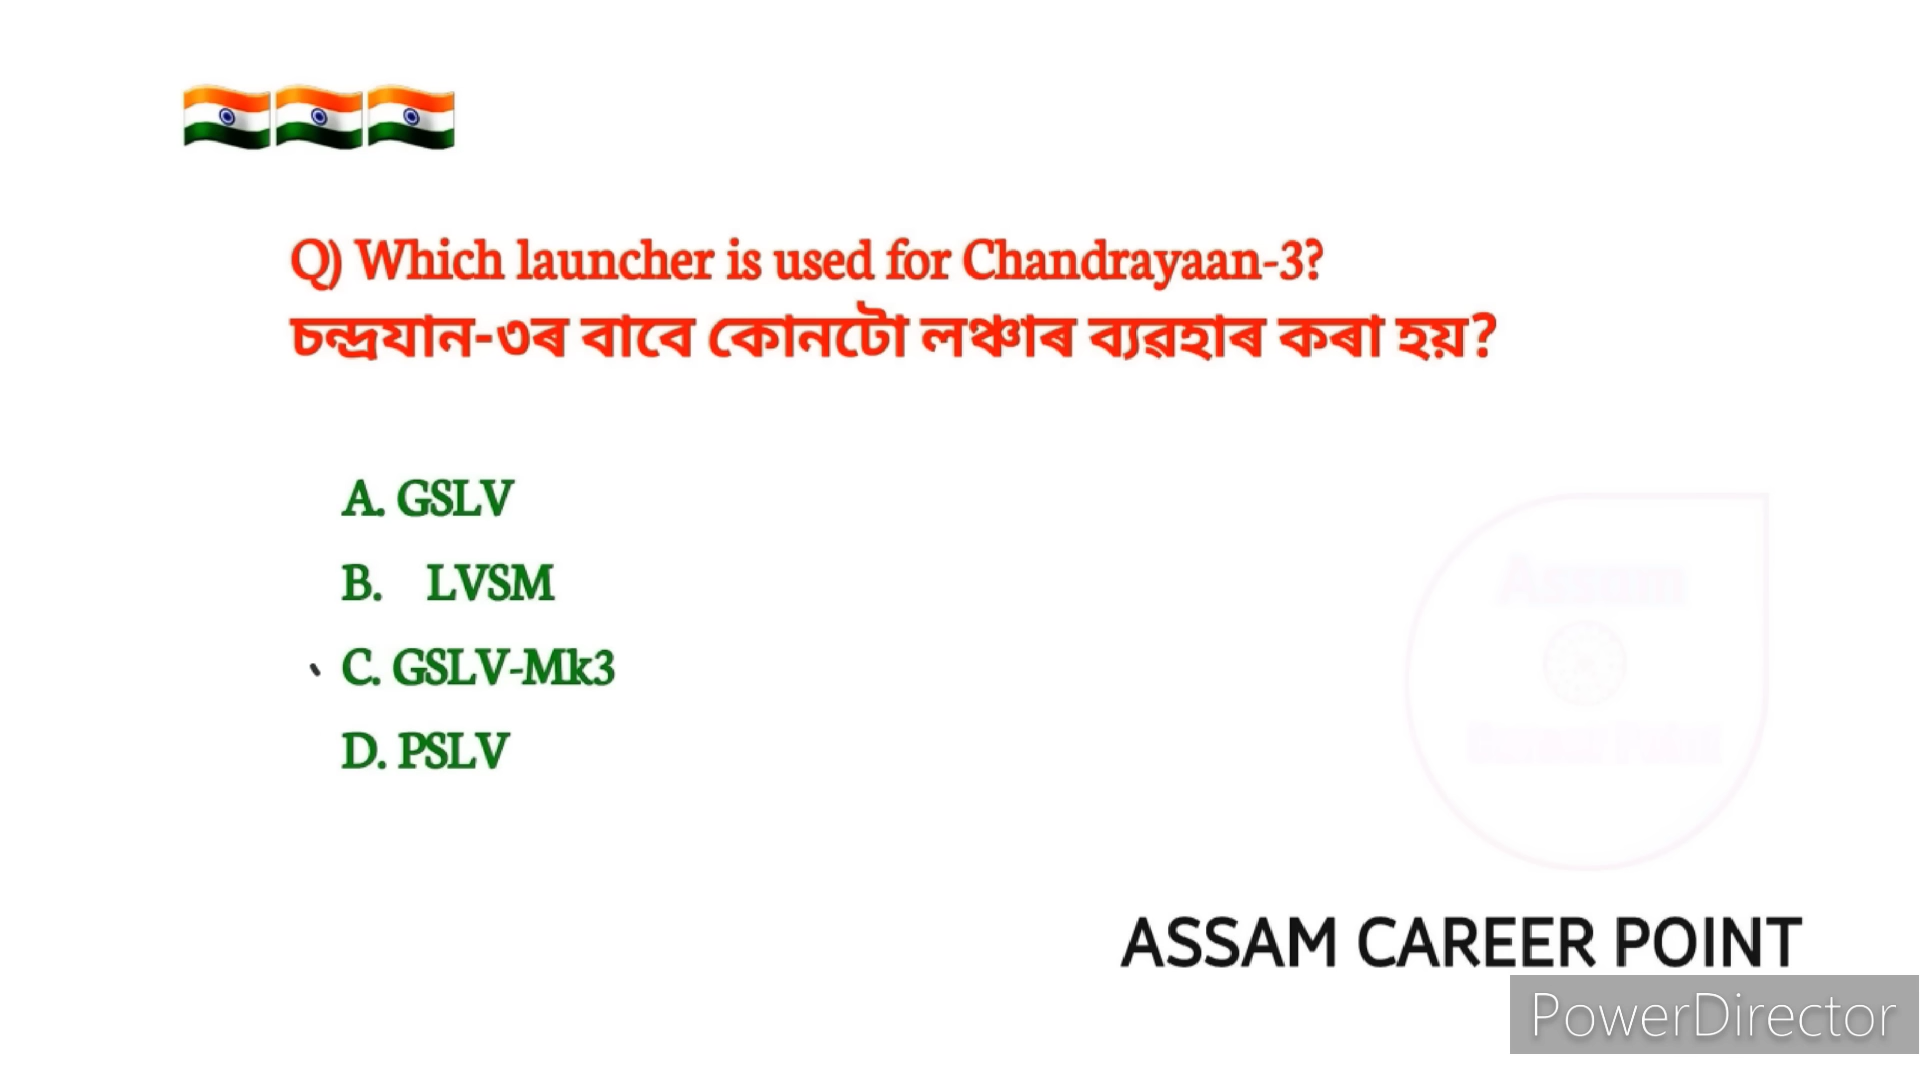 Q) Which launcher is used for Chandrayaan-3?
চন্দ্ৰযান-৩ৰ বাবে কোনটো লঞ্চাৰ ব্যৱহাৰ কৰা হয়?
A. GSLV
B. LVSM
C. GSLV-Mk3
D. PSLV
Assam
ASSAM CAREER POINT
PowerDirector